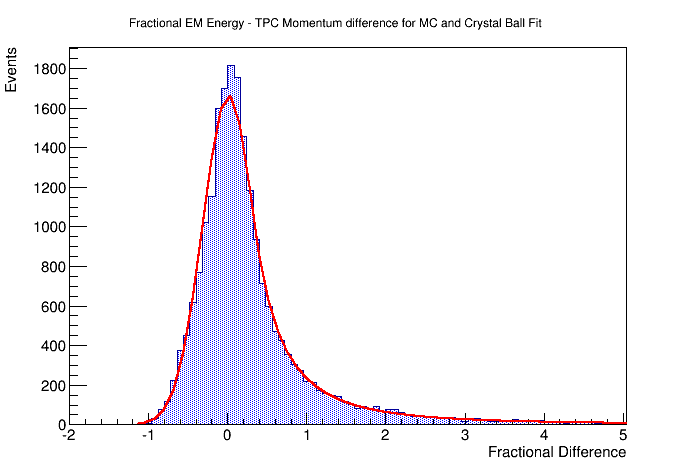 Fractional EM Energy - TPC Momentum difference for MC and Crystal Ball Fit
Events
1800
1600
1400
1200
1000
800
600
400
200
0
-2 -1 0 1 2 3 4 5
Fractional Difference